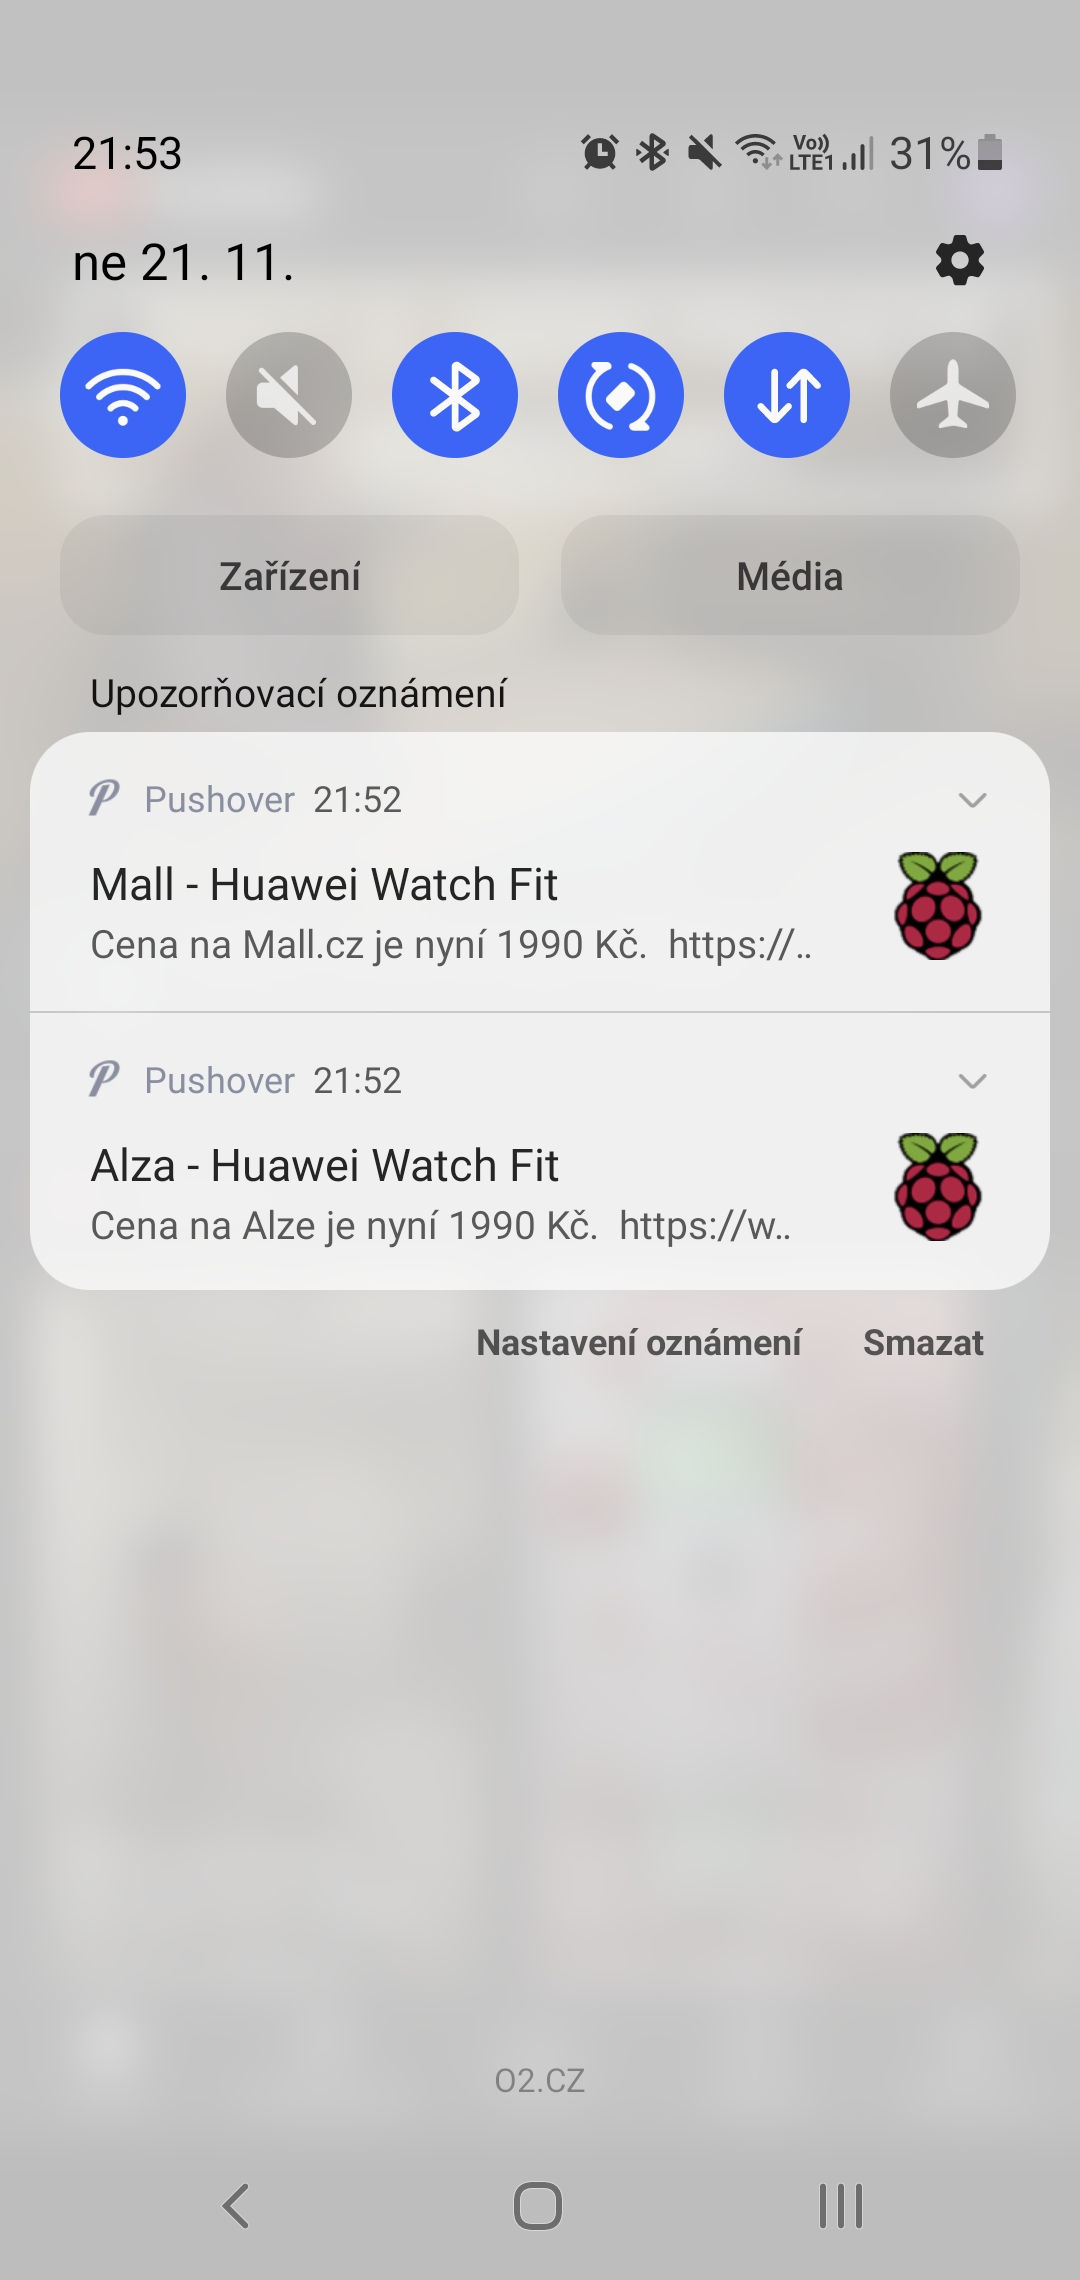 21:53 Vo)) LTE1 31%
ne 21. 11.
Zařízení Média
Upozorňovací oznámení
Pushover 21:52
Mall - Huawei Watch Fit
Cena na Mall.cz je nyní 1990 Kč.  https://..
Pushover 21:52
Alza - Huawei Watch Fit
Cena na Alze je nyní 1990 Kč.  https://w..
Nastavení oznámení Smazat
O2.CZ